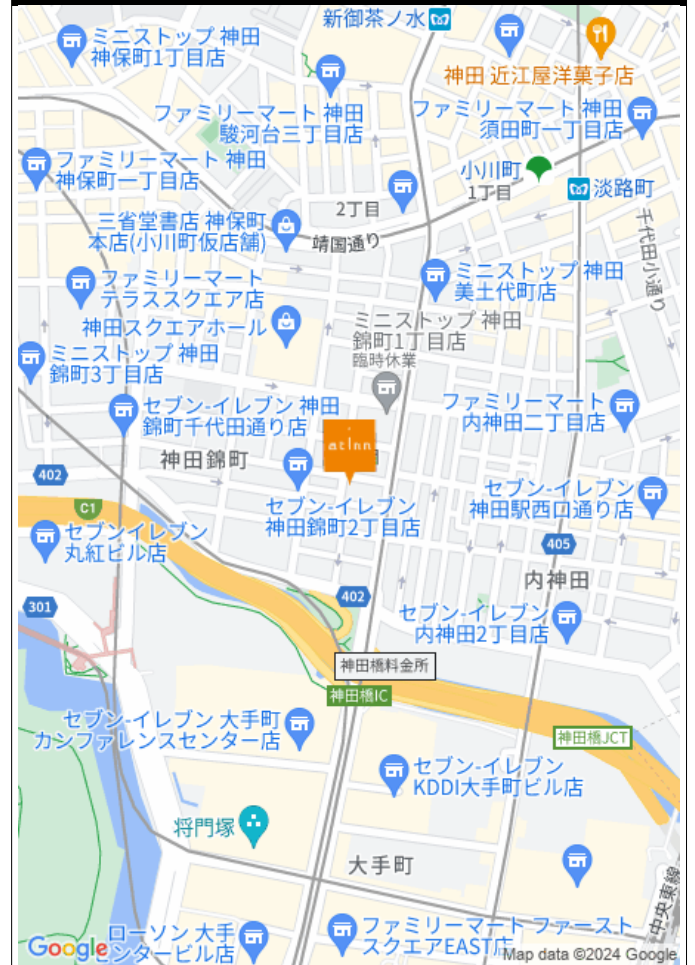 新御茶ノ水
ミニストップ 神田
神保町1丁目店
神田 近江屋洋菓子店
ファミリーマート 神田
駿河台三丁目店
ファミリーマート 神田
須田町一丁目店
ファミリーマート 神田
神保町一丁目店
小川町
1丁目
淡路町
2丁目
三省堂書店 神保町
本店(小川町仮店舗)
靖国通り
千代田小通り
ファミリーマート
テラススクエア店
ミニストップ 神田
美土代町店
神田スクエアホール
ミニストップ 神田
錦町1丁目店
臨時休業
ミニストップ 神田
錦町3丁目店
セブン-イレブン 神田
錦町千代田通り店
ファミリーマート
内神田二丁目店
at Inn
神田錦町
402
セブン-イレブン
神田錦町2丁目店
セブン-イレブン
神田駅西口通り店
C1
セブンイレブン
丸紅ビル店
405
内神田
301
402
セブン-イレブン
内神田2丁目店
神田橋料金所
神田橋IC
セブン-イレブン 大手町
カンファレンスセンター店
神田橋JCT
セブン-イレブン
KDDI大手町ビル店
将門塚
大手町
中央東線
ローソン 大手
センタービル店
ファミリーマート ファースト
スクエアEAST店
Google
Map data ©2024 Google